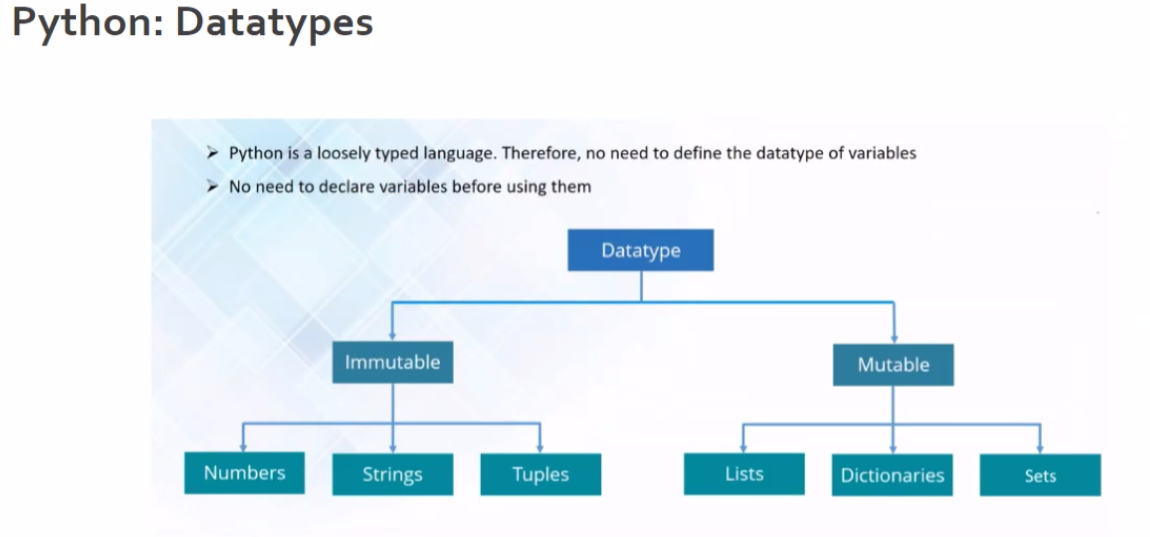 Python: Datatypes
➢ Python is a loosely typed language. Therefore, no need to define the datatype of variables
➢ No need to declare variables before using them
Datatype
Immutable
Mutable
Numbers
Strings
Tuples
Lists
Dictionaries
Sets